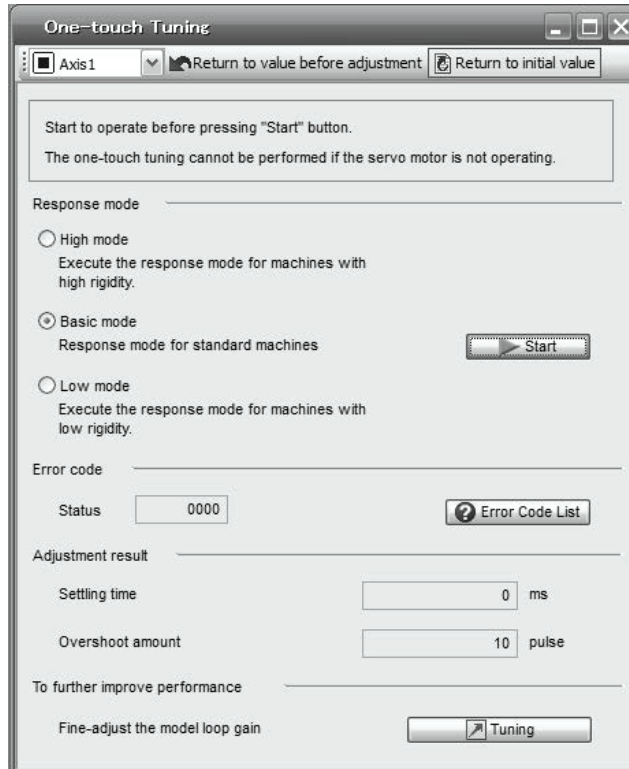 One-touch Tuning
Axis1 Return to value before adjustment Return to initial value
Start to operate before pressing "Start" button.
The one-touch tuning cannot be performed if the servo motor is not operating.
Response mode
High mode
Execute the response mode for machines with
high rigidity.
Basic mode
Response mode for standard machines
Start
Low mode
Execute the response mode for machines with
low rigidity.
Error code
Status 0000 Error Code List
Adjustment result
Settling time 0 ms
Overshoot amount 10 pulse
To further improve performance
Fine-adjust the model loop gain Tuning